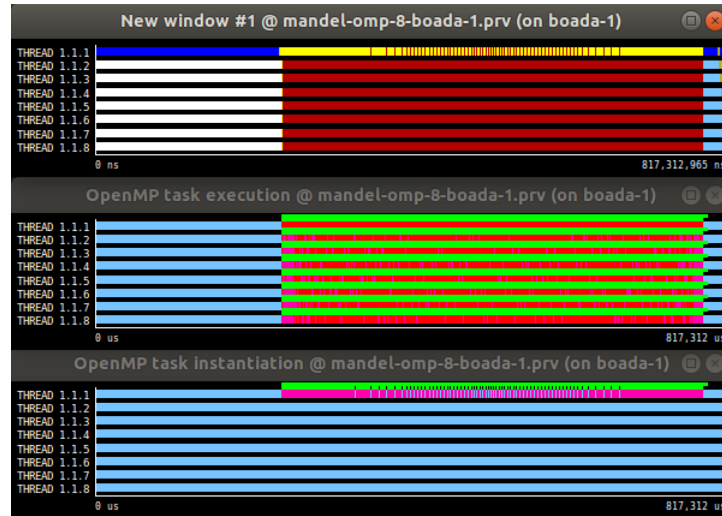 New window #1 @ mandel-omp-8-boada-1.prv (on boada-1)
THREAD 1.1.1
THREAD 1.1.2
THREAD 1.1.3
THREAD 1.1.4
THREAD 1.1.5
THREAD 1.1.6
THREAD 1.1.7
THREAD 1.1.8
0 ns 817,312,965 ns
OpenMP task execution @ mandel-omp-8-boada-1.prv (on boada-1)
THREAD 1.1.1
THREAD 1.1.2
THREAD 1.1.3
THREAD 1.1.4
THREAD 1.1.5
THREAD 1.1.6
THREAD 1.1.7
THREAD 1.1.8
0 us 817,312 us
OpenMP task instantiation @ mandel-omp-8-boada-1.prv (on boada-1)
THREAD 1.1.1
THREAD 1.1.2
THREAD 1.1.3
THREAD 1.1.4
THREAD 1.1.5
THREAD 1.1.6
THREAD 1.1.7
THREAD 1.1.8
0 us 817,312 us